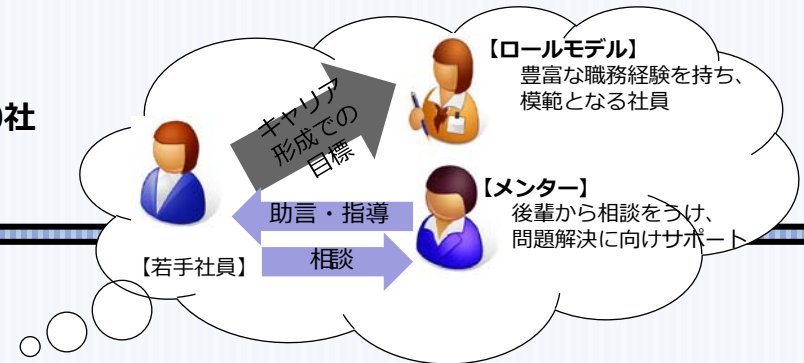 社
【ロールモデル】
豊富な職務経験を持ち、
模範となる社員
キャリア
形成での
目標
【メンター】
後輩から相談をうけ、
問題解決に向けサポート
助言・指導
相談
【若手社員】